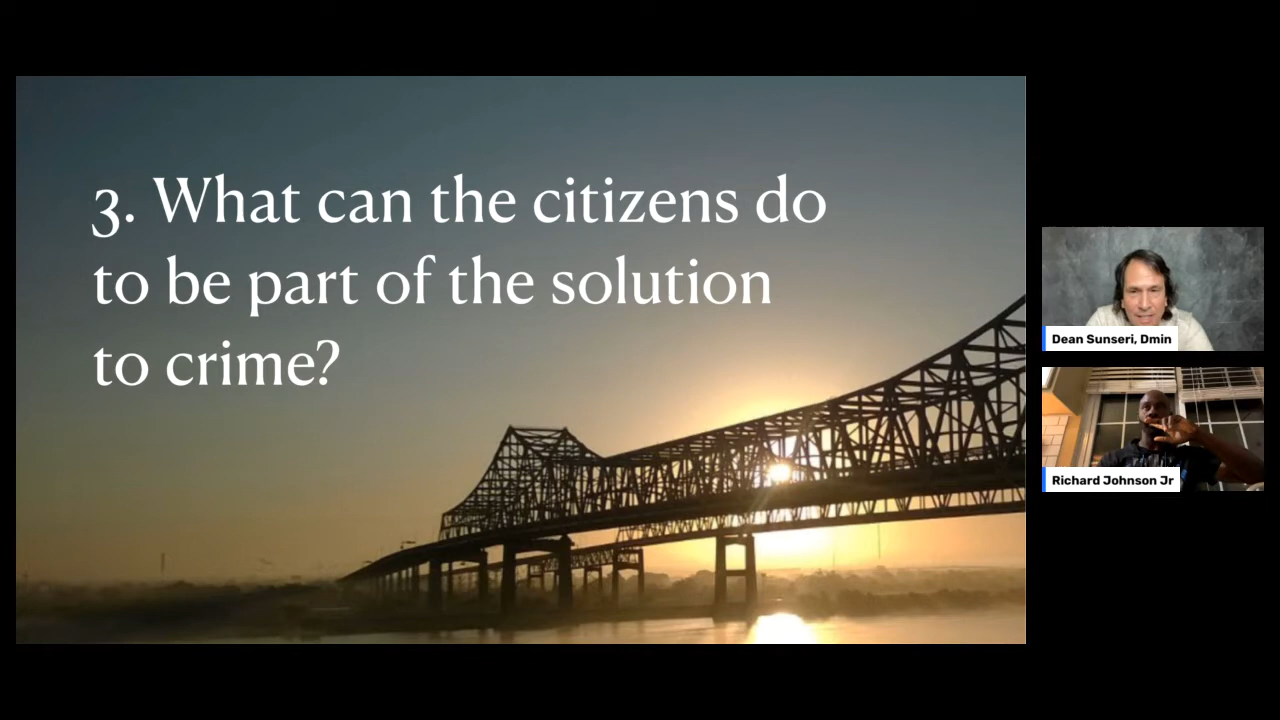 3. What can the citizens do
to be part of the solution
to crime?
Dean Sunseri, Dmin
Richard Johnson Jr